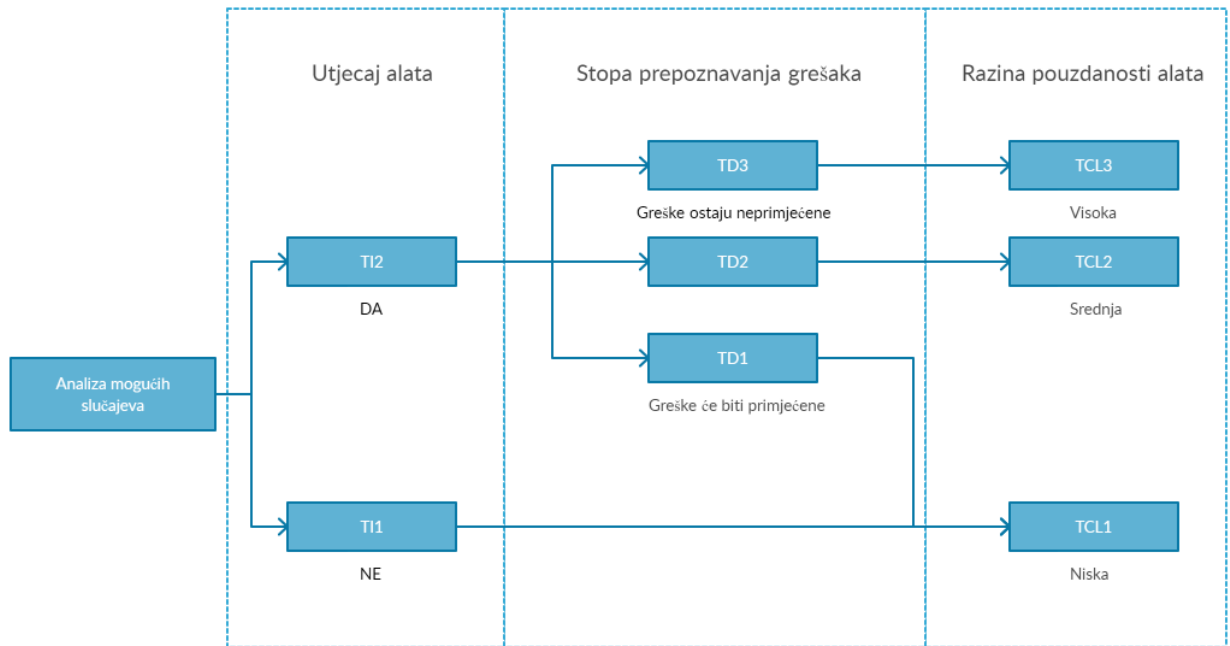 Utjecaj alata
Stopa prepoznavanja grešaka
Razina pouzdanosti alata
TD3
Greške ostaju neprimjećene
TCL3
Visoka
TI2
DA
TD2
TCL2
Srednja
TD1
Greške će biti primjećene
Analiza mogućih
slučajeva
TI1
NE
TCL1
Niska